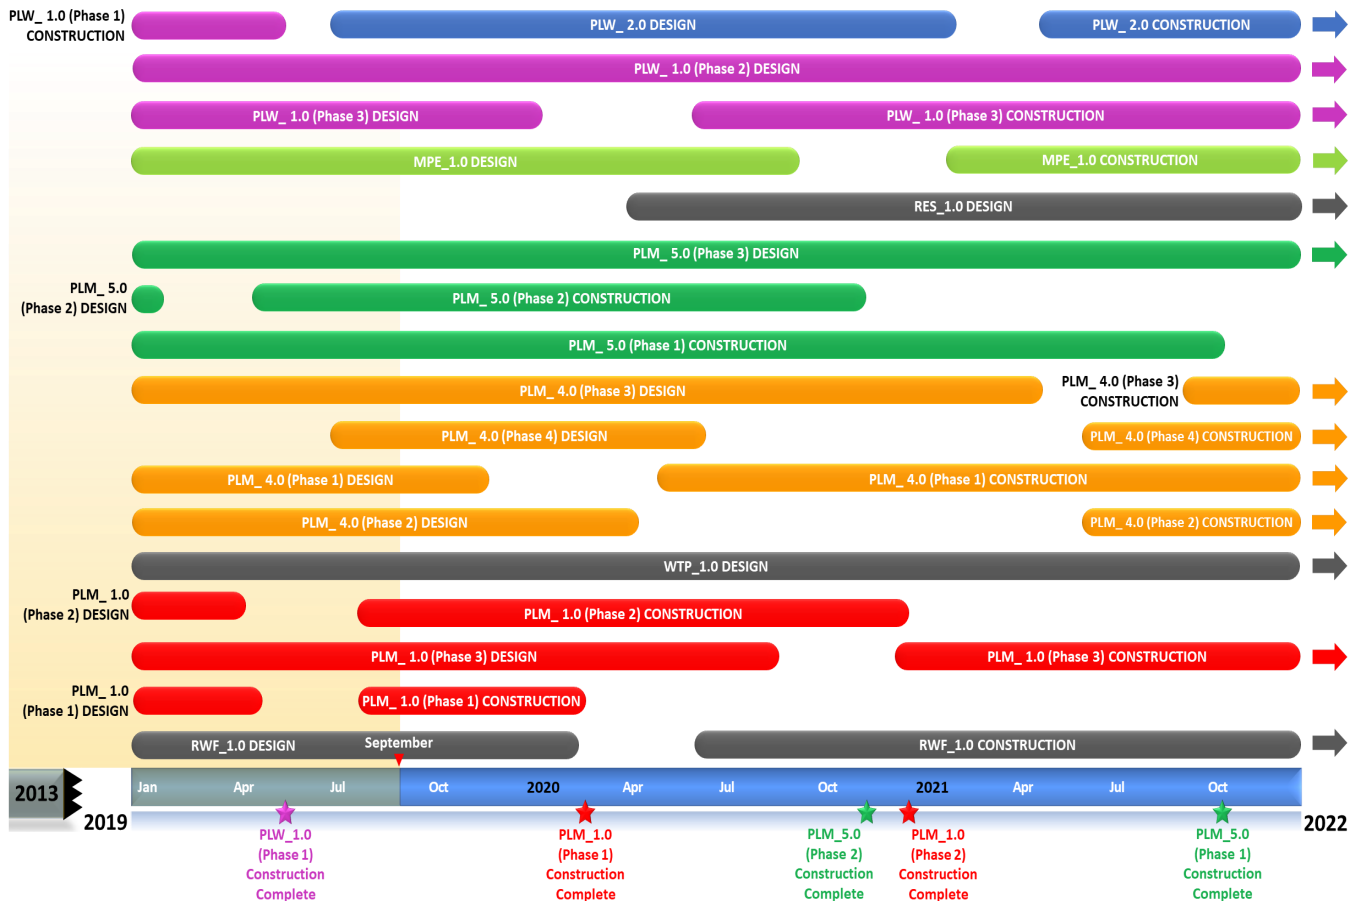 PLW_ 1.0 (Phase 1)
CONSTRUCTION
PLW_ 2.0 DESIGN
PLW_ 2.0 CONSTRUCTION
PLW_ 1.0 (Phase 2) DESIGN
PLW_ 1.0 (Phase 3) DESIGN
PLW_ 1.0 (Phase 3) CONSTRUCTION
MPE_1.0 DESIGN
MPE_1.0 CONSTRUCTION
RES_1.0 DESIGN
PLM_ 5.0 (Phase 3) DESIGN
PLM_ 5.0
(Phase 2) DESIGN
PLM_ 5.0 (Phase 2) CONSTRUCTION
PLM_ 5.0 (Phase 1) CONSTRUCTION
PLM_ 4.0 (Phase 3) DESIGN
PLM_ 4.0 (Phase 3)
CONSTRUCTION
PLM_ 4.0 (Phase 4) DESIGN
PLM_ 4.0 (Phase 4) CONSTRUCTION
PLM_ 4.0 (Phase 1) DESIGN
PLM_ 4.0 (Phase 1) CONSTRUCTION
PLM_ 4.0 (Phase 2) DESIGN
PLM_ 4.0 (Phase 2) CONSTRUCTION
WTP_1.0 DESIGN
PLM_ 1.0
(Phase 2) DESIGN
PLM_ 1.0 (Phase 2) CONSTRUCTION
PLM_ 1.0 (Phase 3) DESIGN
PLM_ 1.0 (Phase 3) CONSTRUCTION
PLM_ 1.0
(Phase 1) DESIGN
PLM_ 1.0 (Phase 1) CONSTRUCTION
RWF_1.0 DESIGN
September
RWF_1.0 CONSTRUCTION
2013
Jan
Apr
Jul
Oct
2020
Apr
Jul
Oct
2021
Apr
Jul
Oct
2019
2022
PLW_1.0
(Phase 1)
Construction
Complete
PLM_1.0
(Phase 1)
Construction
Complete
PLM_5.0
(Phase 2)
Construction
Complete
PLM_1.0
(Phase 2)
Construction
Complete
PLM_5.0
(Phase 1)
Construction
Complete